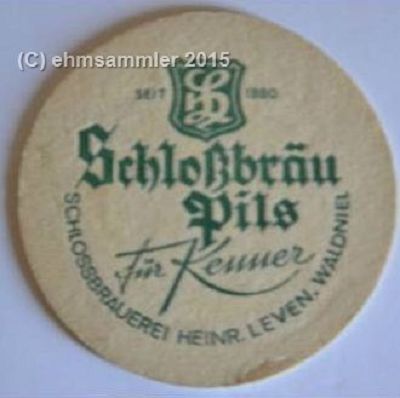 (C) ehmsammler 2015
SEIT 1880
Schloßbräu
Pils
Für Kenner
SCHLOSSBRAUEREI HEINR. LEVEN, WALDNIEL